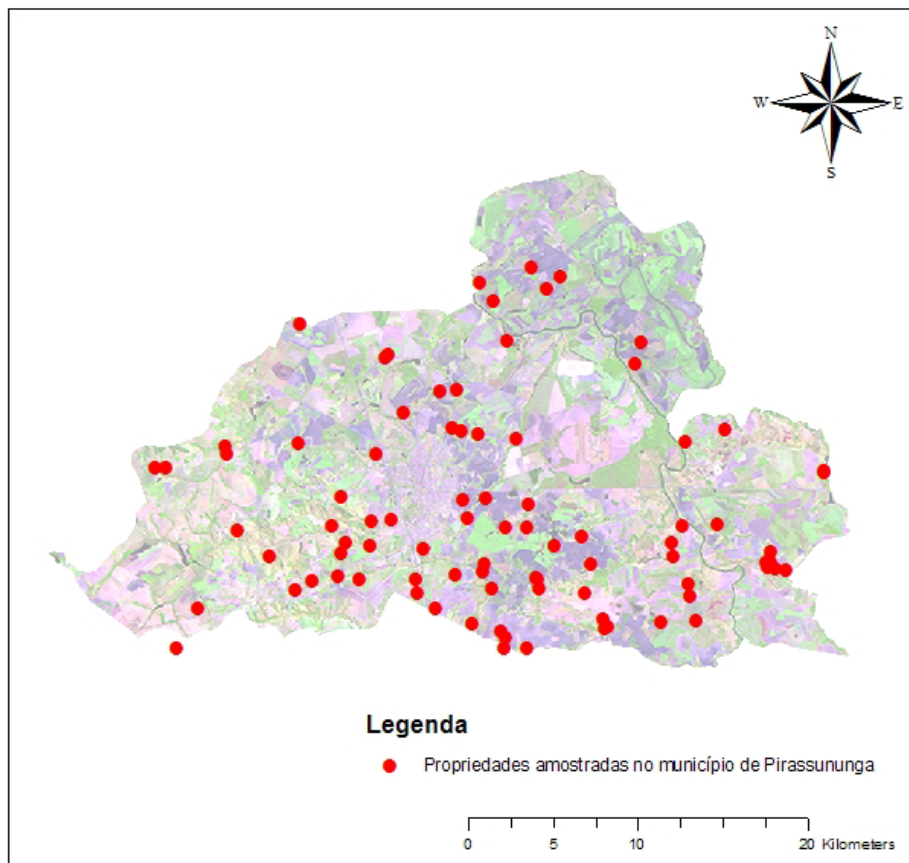 N
W E
S
Legenda
Propriedades amostradas no município de Pirassununga
0 5 10 20 Kilometers